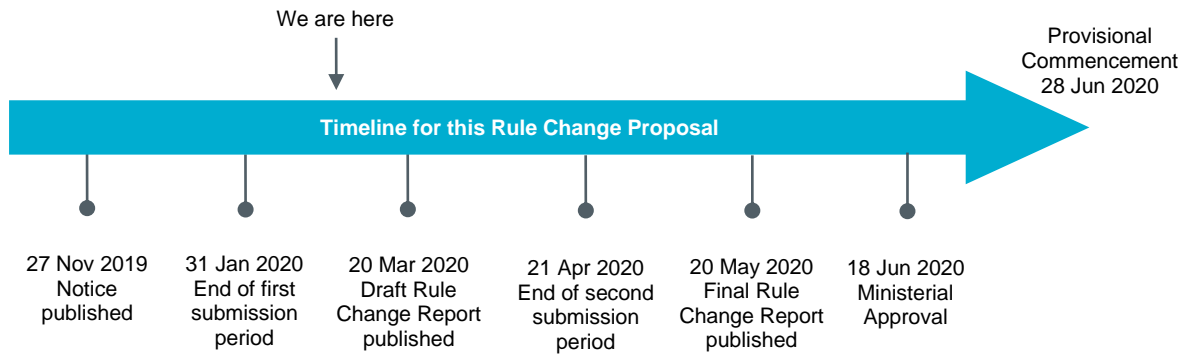 We are here
Provisional
Commencement
28 Jun 2020
Timeline for this Rule Change Proposal
27 Nov 2019
Notice
published
31 Jan 2020
End of first
submission
period
20 Mar 2020
Draft Rule
Change Report
published
21 Apr 2020
End of second
submission
period
20 May 2020
Final Rule
Change Report
published
18 Jun 2020
Ministerial
Approval